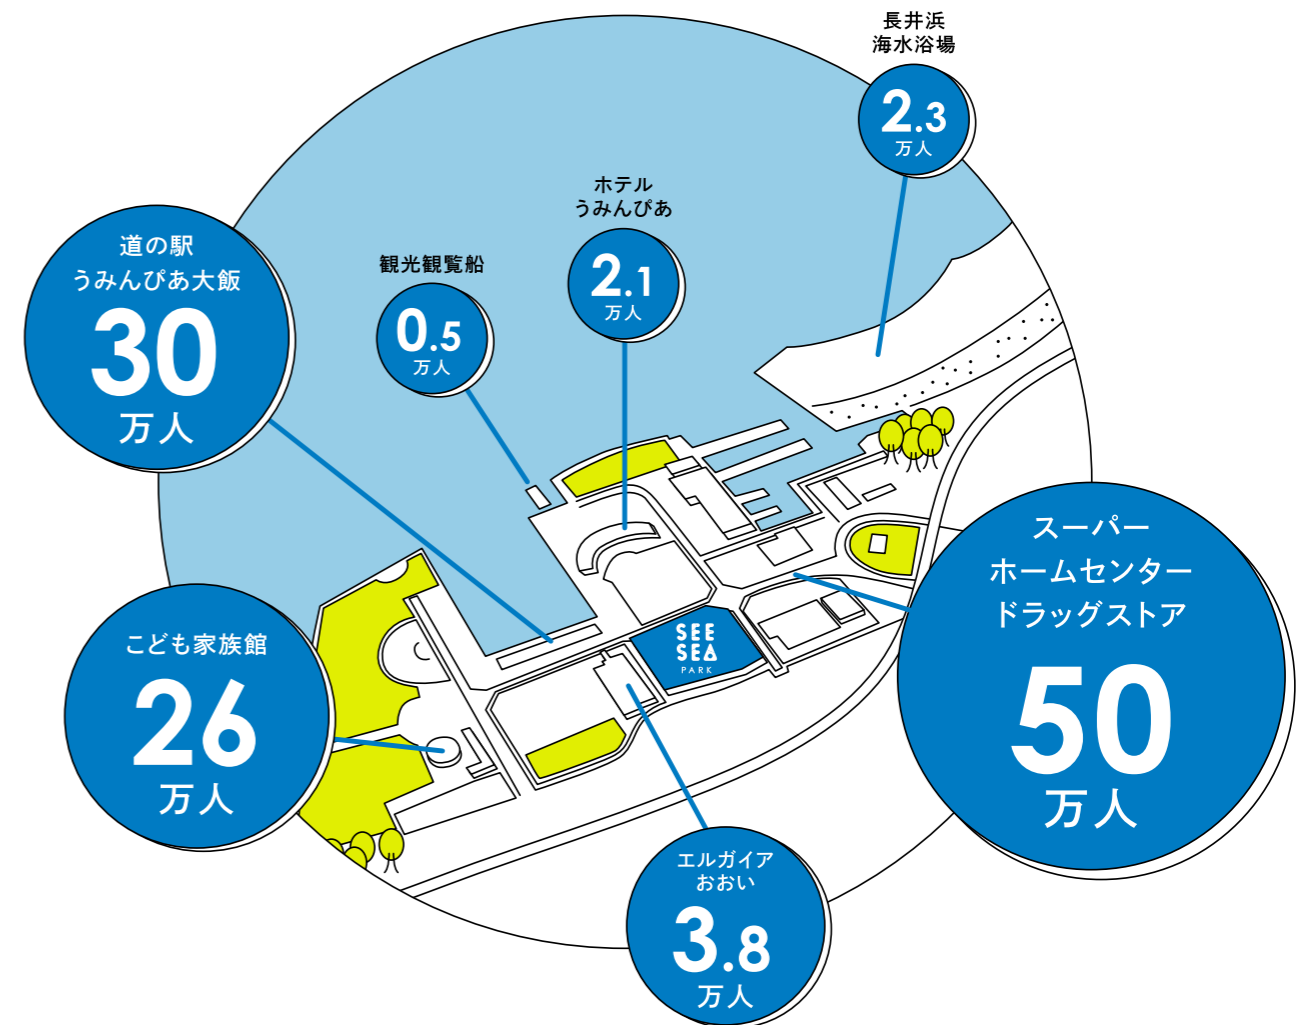 長井浜
海水浴場
2.3
万人
ホテル
うみんぴあ
2.1
万人
観光観覧船
0.5
万人
道の駅
うみんぴあ大飯
30
万人
スーパー
ホームセンター
ドラッグストア
50
万人
SEE
SEA
PARK
こども家族館
26
万人
エルガイア
おおい
3.8
万人